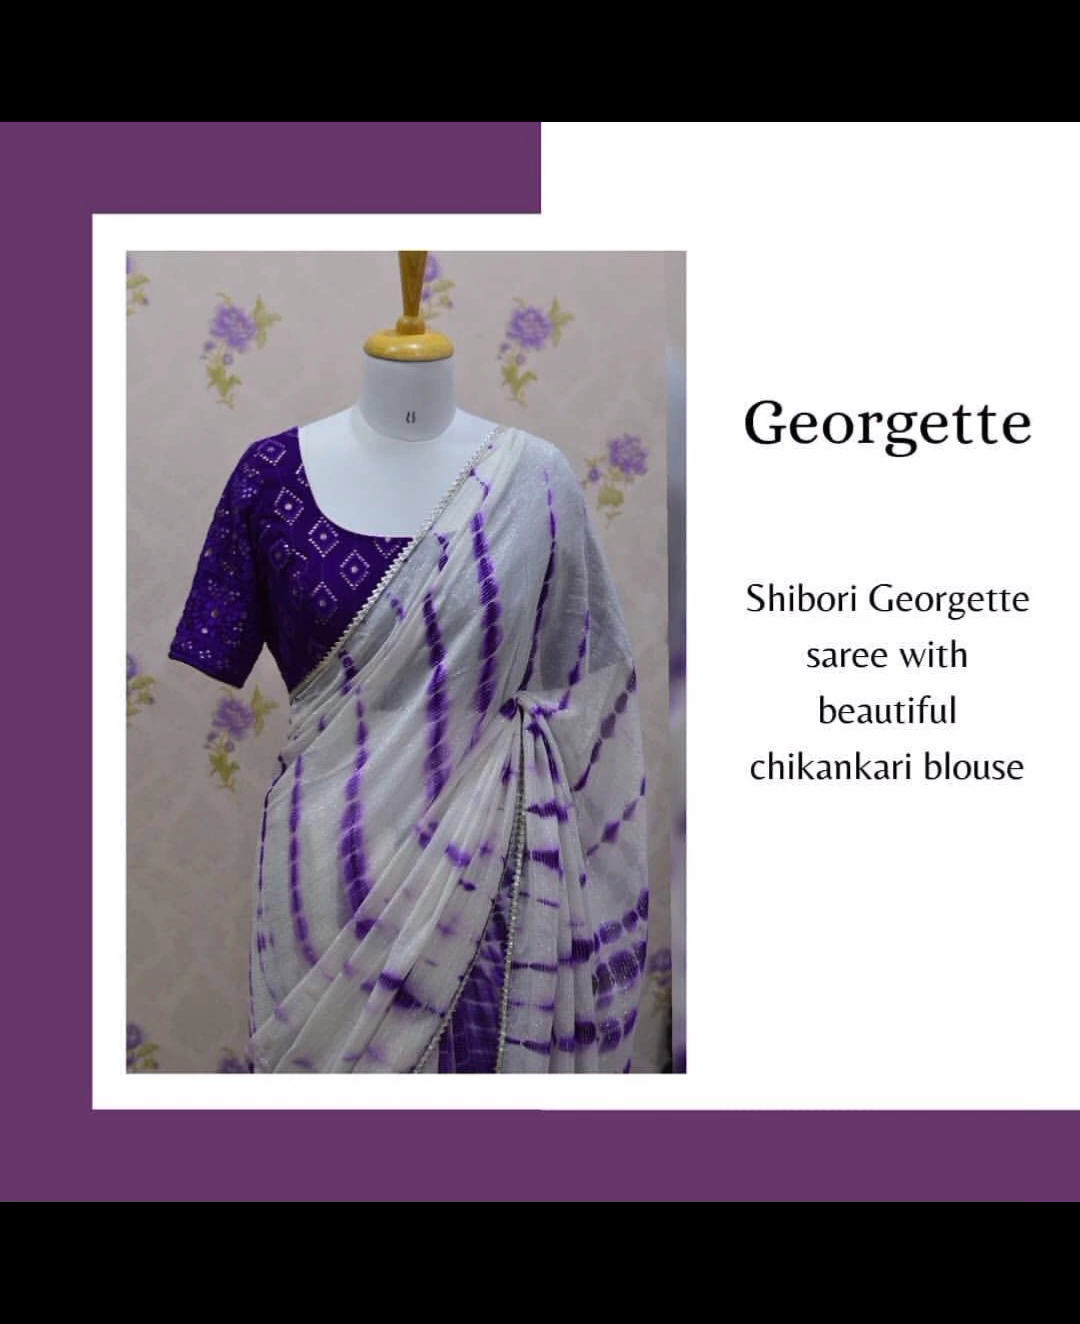 Georgette
Shibori Georgette
saree with
beautiful
chikankari blouse